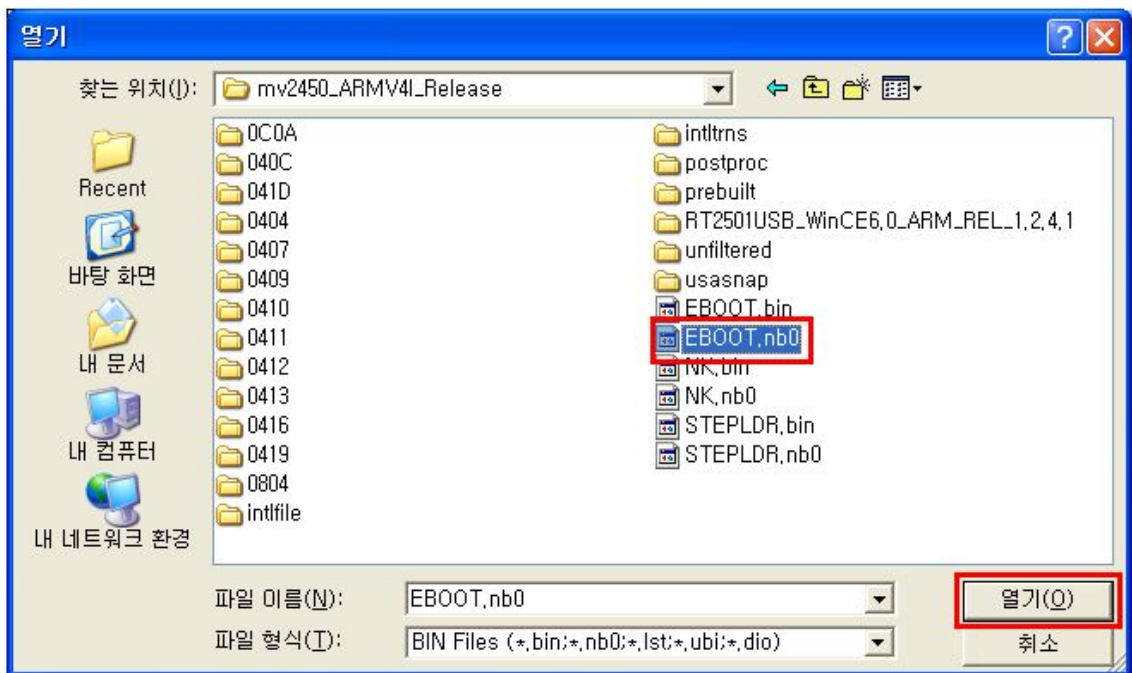 열기
찾는 위치(I):
mv2450_ARMV4I_Release
Recent
바탕 화면
내 문서
내 컴퓨터
내 네트워크 환경
0C0A
040C
041D
0404
0407
0409
0410
0411
0412
0413
0416
0419
0804
intlfile
intltrns
postproc
prebuilt
RT2501USB_WinCE6,0_ARM_REL_1,2,4,1
unfiltered
usasnap
EBOOT,bin
EBOOT,nb0
NK,bin
NK,nb0
STEPLDR,bin
STEPLDR,nb0
파일 이름(N):
EBOOT,nb0
열기(O)
파일 형식(T):
BIN Files (*,bin;*,nb0;*,lst;*,ubi;*,dio)
취소